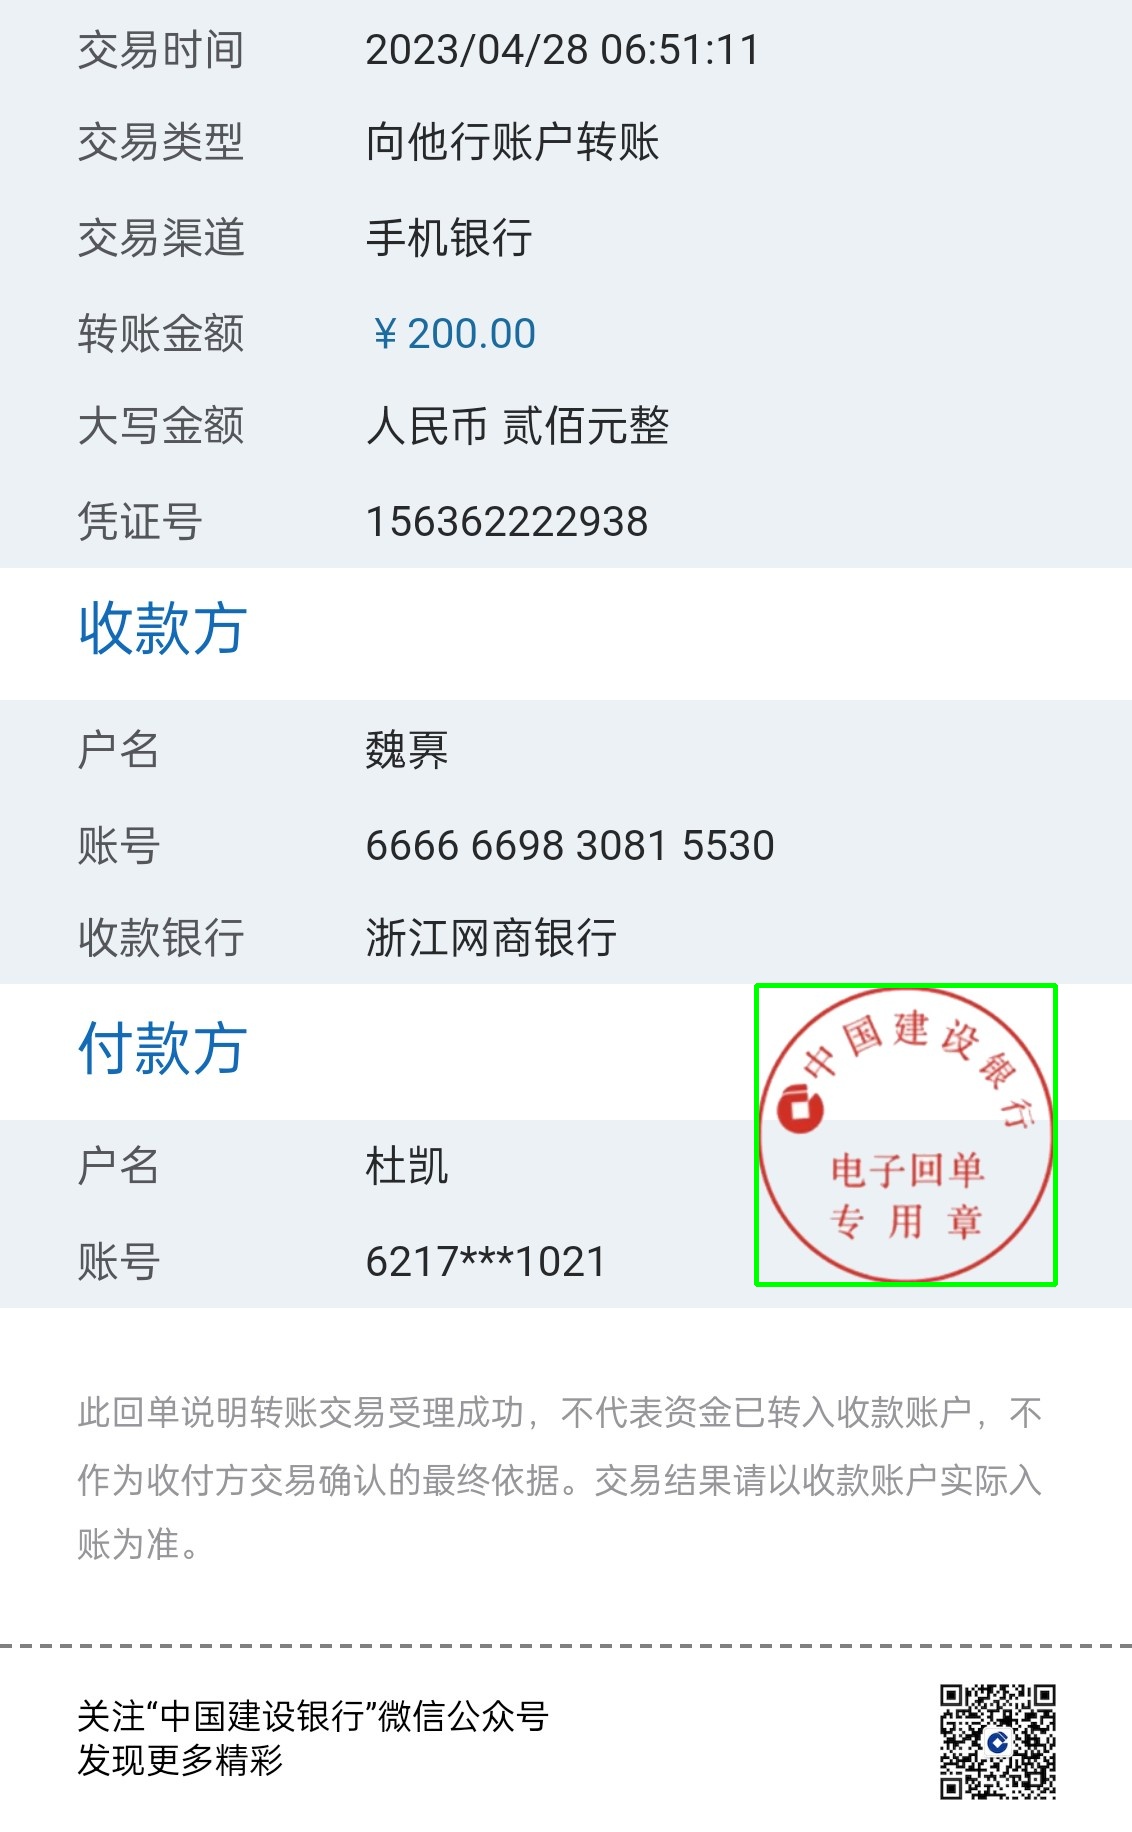 交易时间 2023/04/28 06:51:11
交易类型 向他行账户转账
交易渠道 手机银行
转账金额 ¥ 200.00
大写金额 人民币 贰佰元整
凭证号 156362222938
收款方
户名 魏奡
账号 6666 6698 3081 5530
收款银行 浙江网商银行
付款方
中国建设银行
电子回单
专用章
户名 杜凯
账号 6217***1021
此回单说明转账交易受理成功，不代表资金已转入收款账户，不
作为收付方交易确认的最终依据。交易结果请以收款账户实际入
账为准。
关注“中国建设银行”微信公众号
发现更多精彩